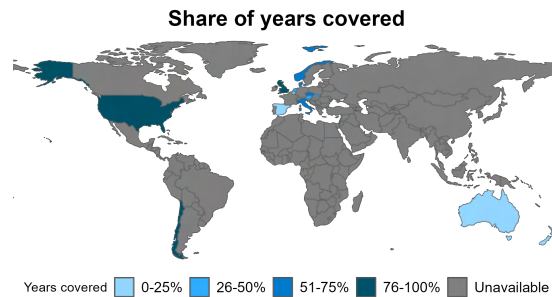 Share of years covered
Years covered 0-25% 26-50% 51-75% 76-100% Unavailable